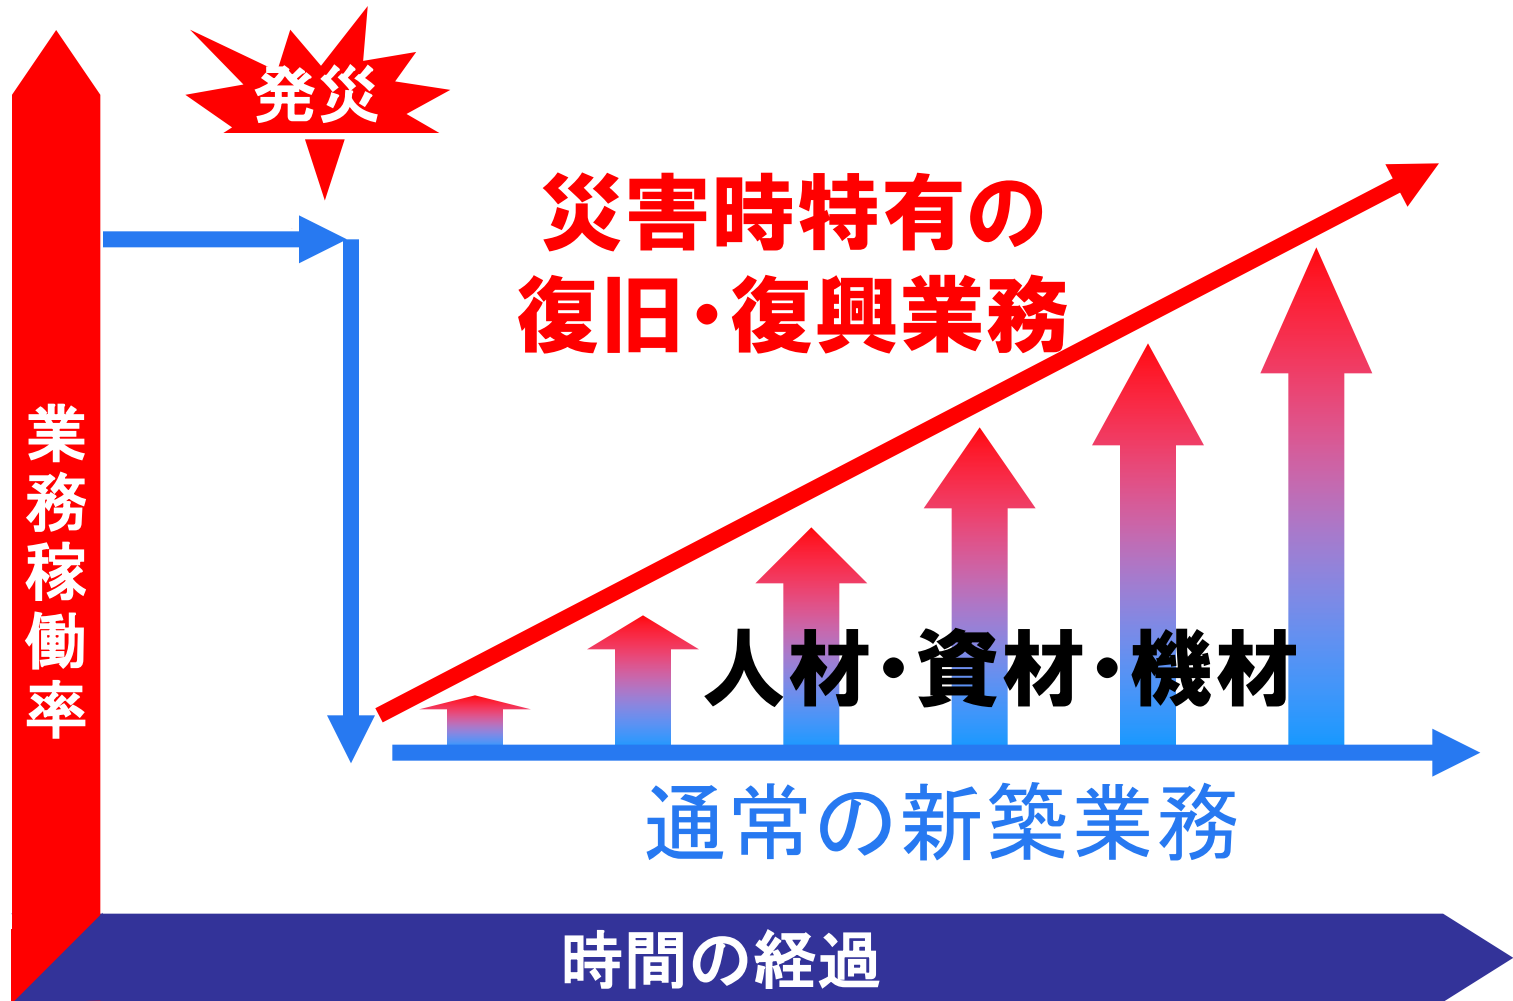 発災
災害時特有の
復旧・復興業務
業務稼働率
人材・資材・機材
通常の新築業務
時間の経過